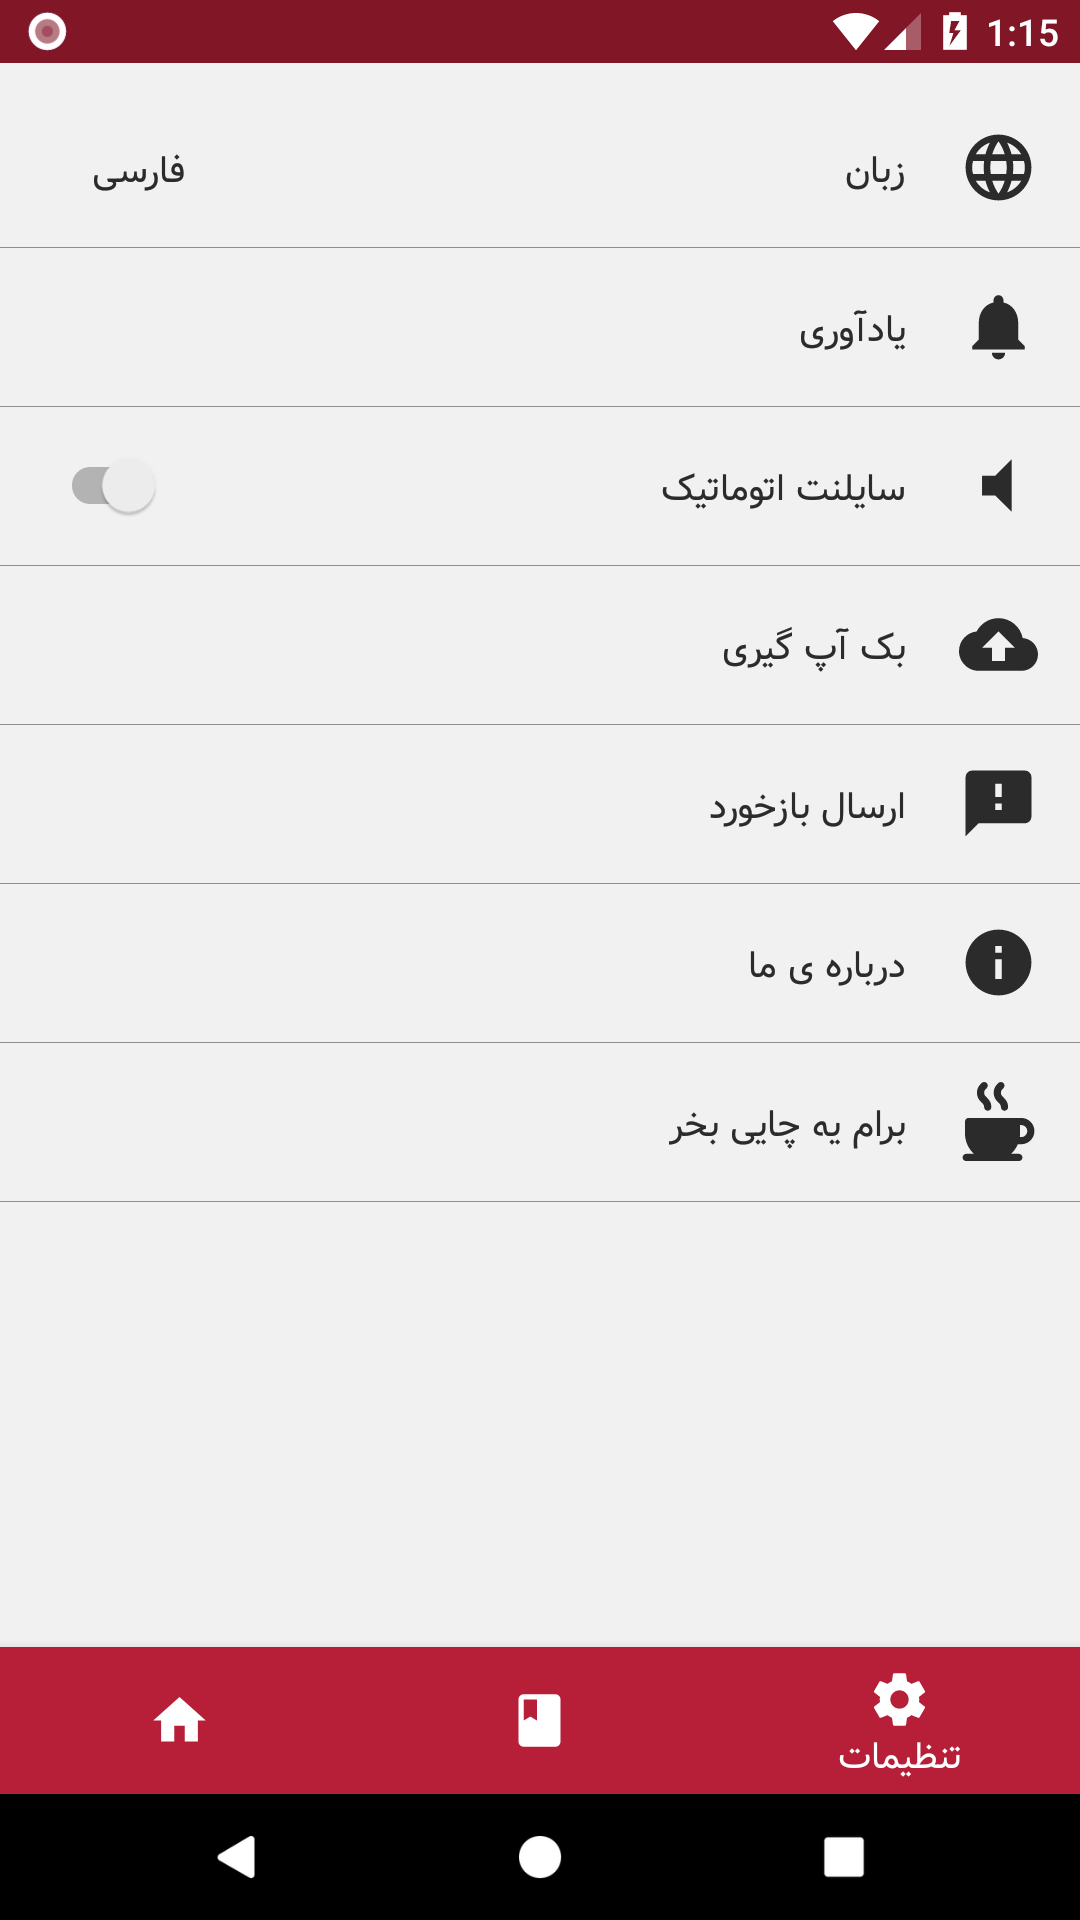 1:15
زبان
فارسی
یادآوری
سایلنت اتوماتیک
بک آپ گیری
ارسال بازخورد
درباره ی ما
برام یه چایی بخر
تنظیمات